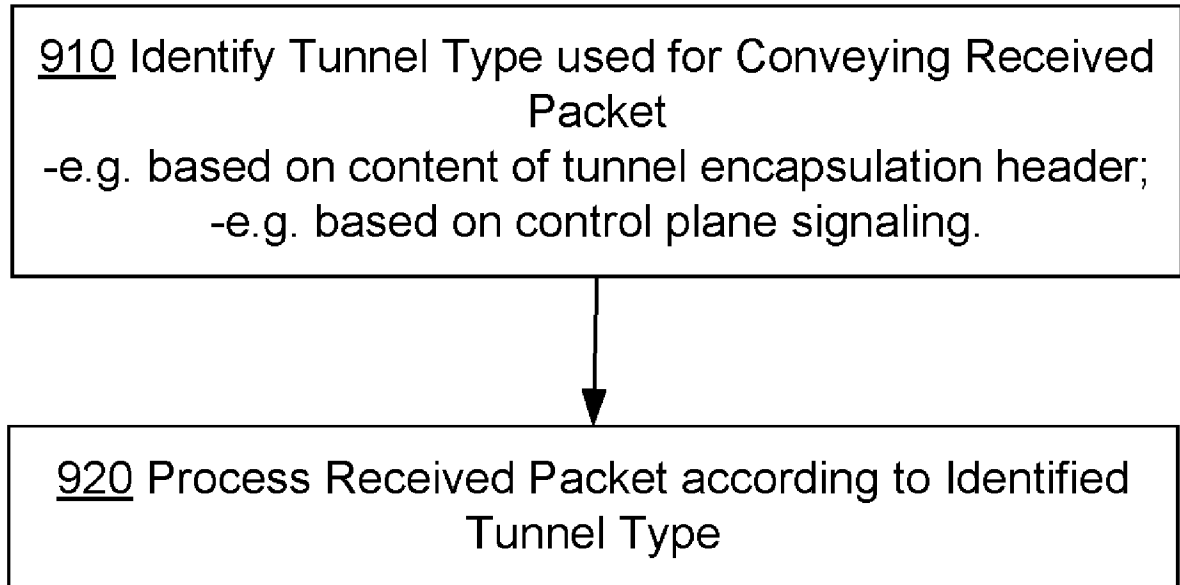 910 Identify Tunnel Type used for Conveying Received
Packet
-e.g. based on content of tunnel encapsulation header;
-e.g. based on control plane signaling.
920 Process Received Packet according to Identified
Tunnel Type